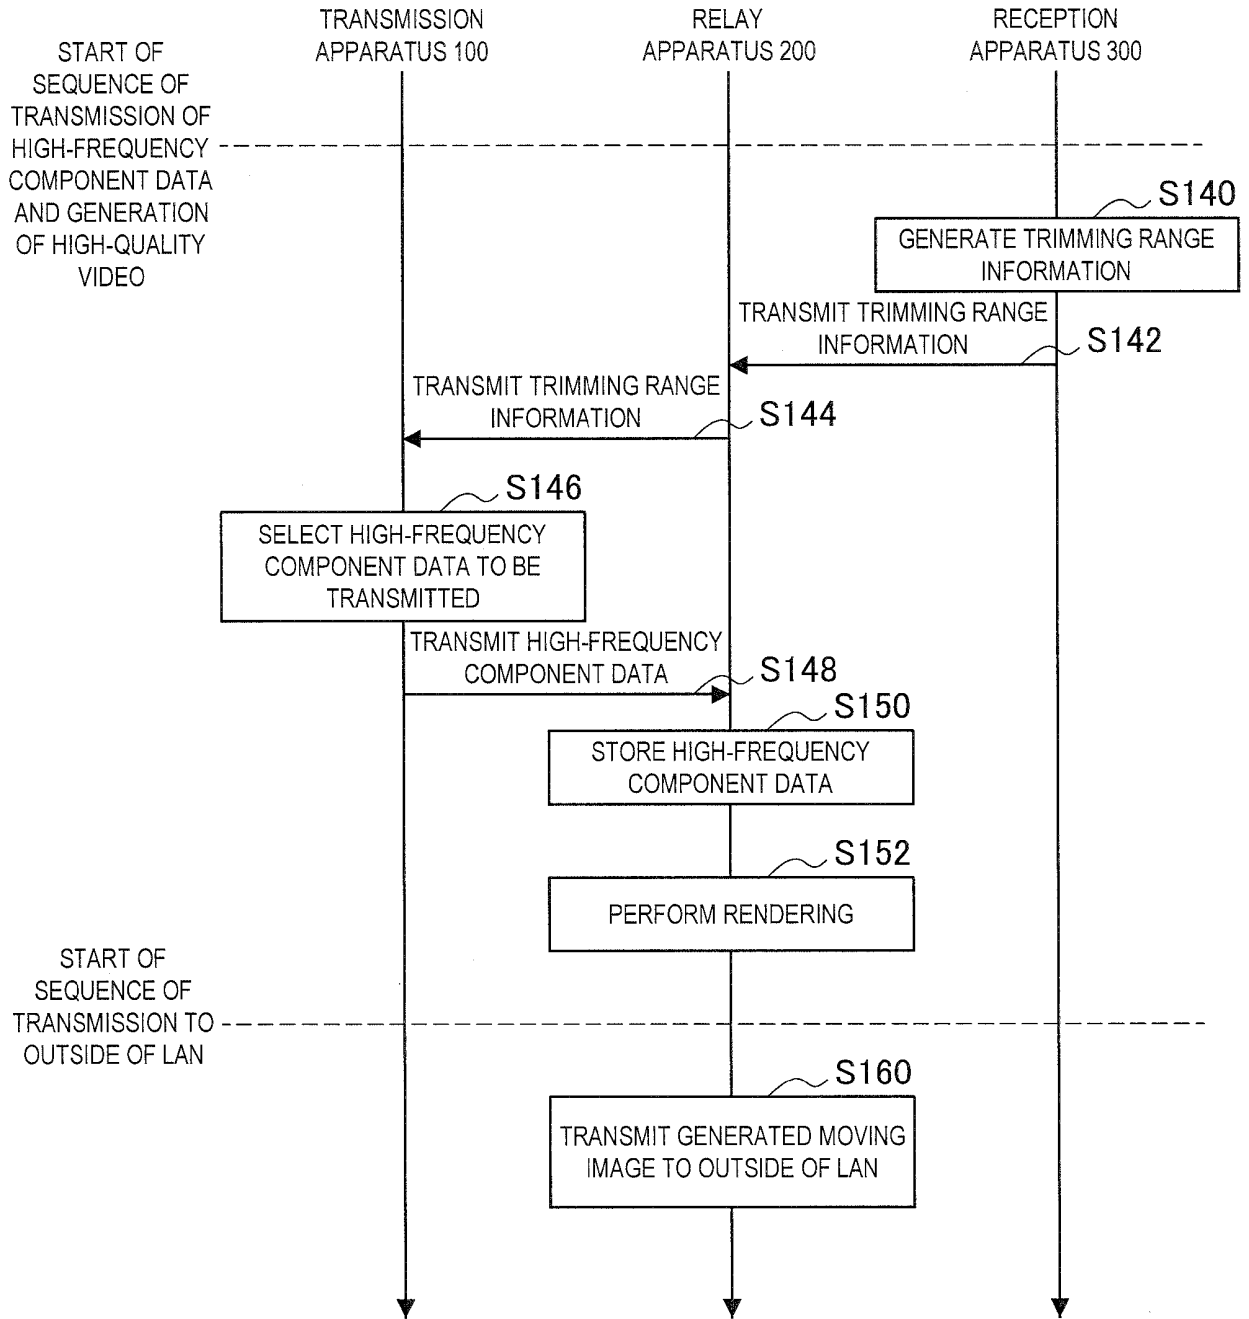 TRANSMISSION
APPARATUS 100
RELAY
APPARATUS 200
RECEPTION
APPARATUS 300
START OF
SEQUENCE OF
TRANSMISSION OF
HIGH-FREQUENCY
COMPONENT DATA
AND GENERATION
OF HIGH-QUALITY
VIDEO
S140
GENERATE TRIMMING RANGE
INFORMATION
TRANSMIT TRIMMING RANGE
INFORMATION
S142
TRANSMIT TRIMMING RANGE
INFORMATION
S144
S146
SELECT HIGH-FREQUENCY
COMPONENT DATA TO BE
TRANSMITTED
TRANSMIT HIGH-FREQUENCY
COMPONENT DATA
S148
S150
STORE HIGH-FREQUENCY
COMPONENT DATA
S152
PERFORM RENDERING
START OF
SEQUENCE OF
TRANSMISSION TO
OUTSIDE OF LAN
S160
TRANSMIT GENERATED MOVING
IMAGE TO OUTSIDE OF LAN